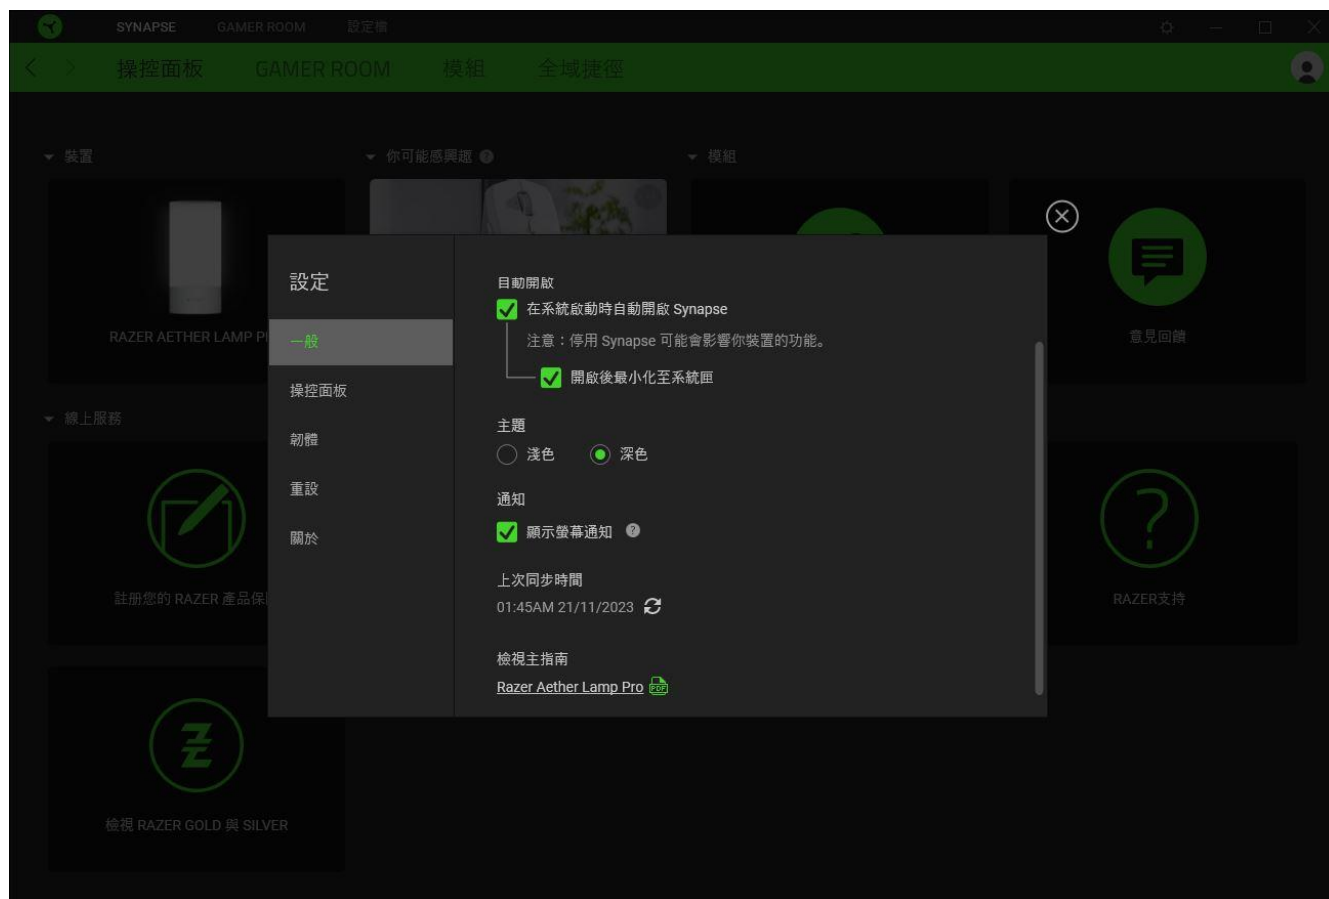 SYNAPSE GAMER ROOM 設定檔
操控面板 GAMER ROOM 模組 全域捷徑
裝置
你可能感興趣
模組
RAZER AETHER LAMP P
意見回饋
線上服務
註冊您的 RAZER 產品保
RAZER支持
檢視 RAZER GOLD 與 SILVER
設定
一般
操控面板
韌體
重設
關於
自動開啟
在系統啟動時自動開啟 Synapse
注意：停用 Synapse 可能會影響你裝置的功能。
開啟後最小化至系統匣
主題
淺色 深色
通知
顯示螢幕通知
上次同步時間
01:45AM 21/11/2023
檢視主指南
Razer Aether Lamp Pro PDF